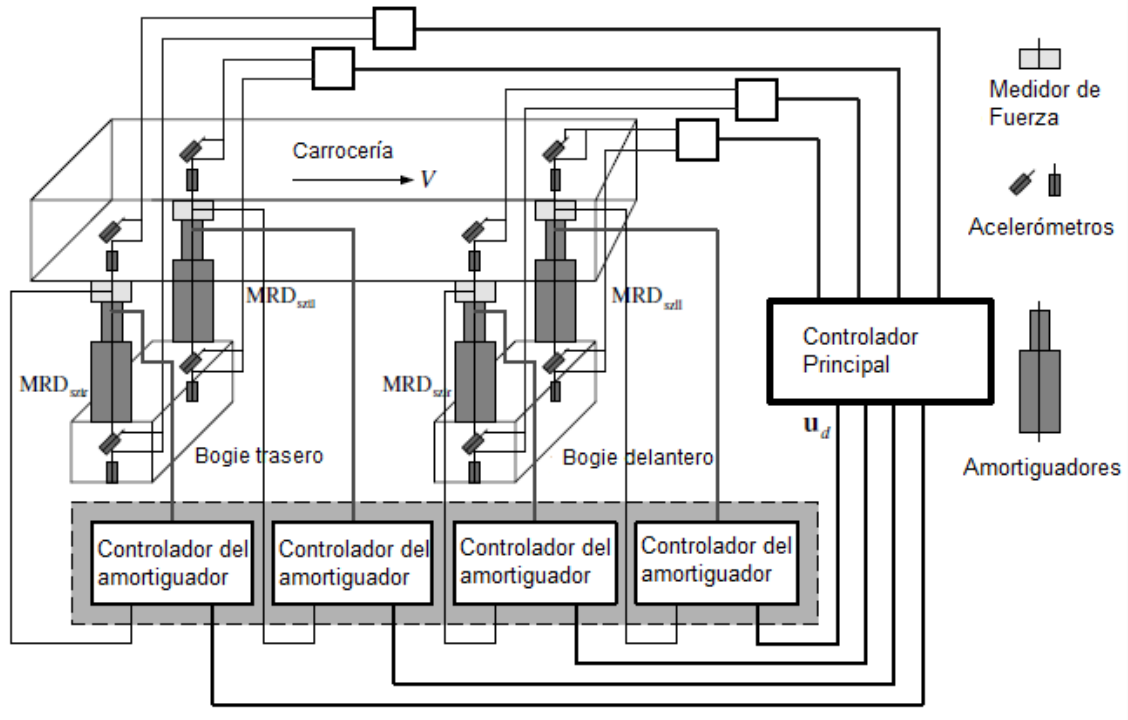 Medidor de
Fuerza
Carrocería
V
Acelerómetros
MRD
MRD
Controlador
Principal
MRD
MRD
u_d
Bogie trasero
Bogie delantero
Amortiguadores
Controlador del
amortiguador
Controlador del
amortiguador
Controlador del
amortiguador
Controlador del
amortiguador